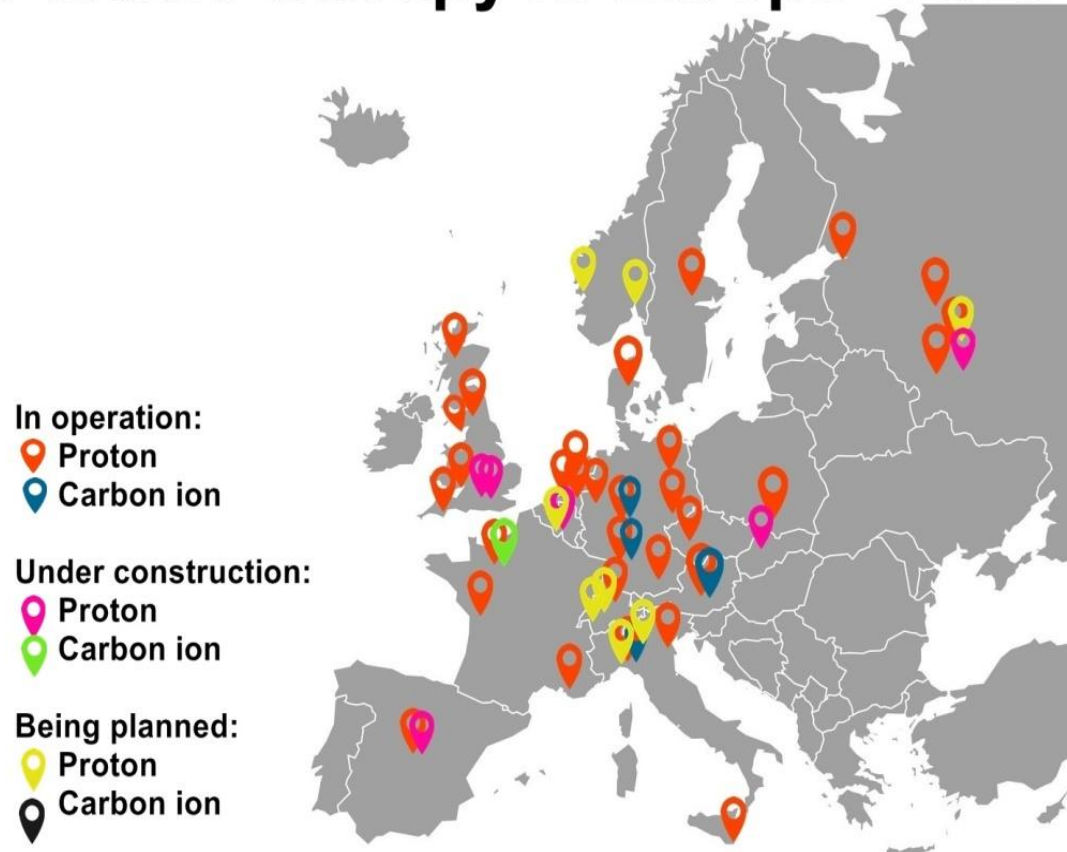 In operation:
Proton
Carbon ion
Under construction:
Proton
Carbon ion
Being planned:
Proton
Carbon ion